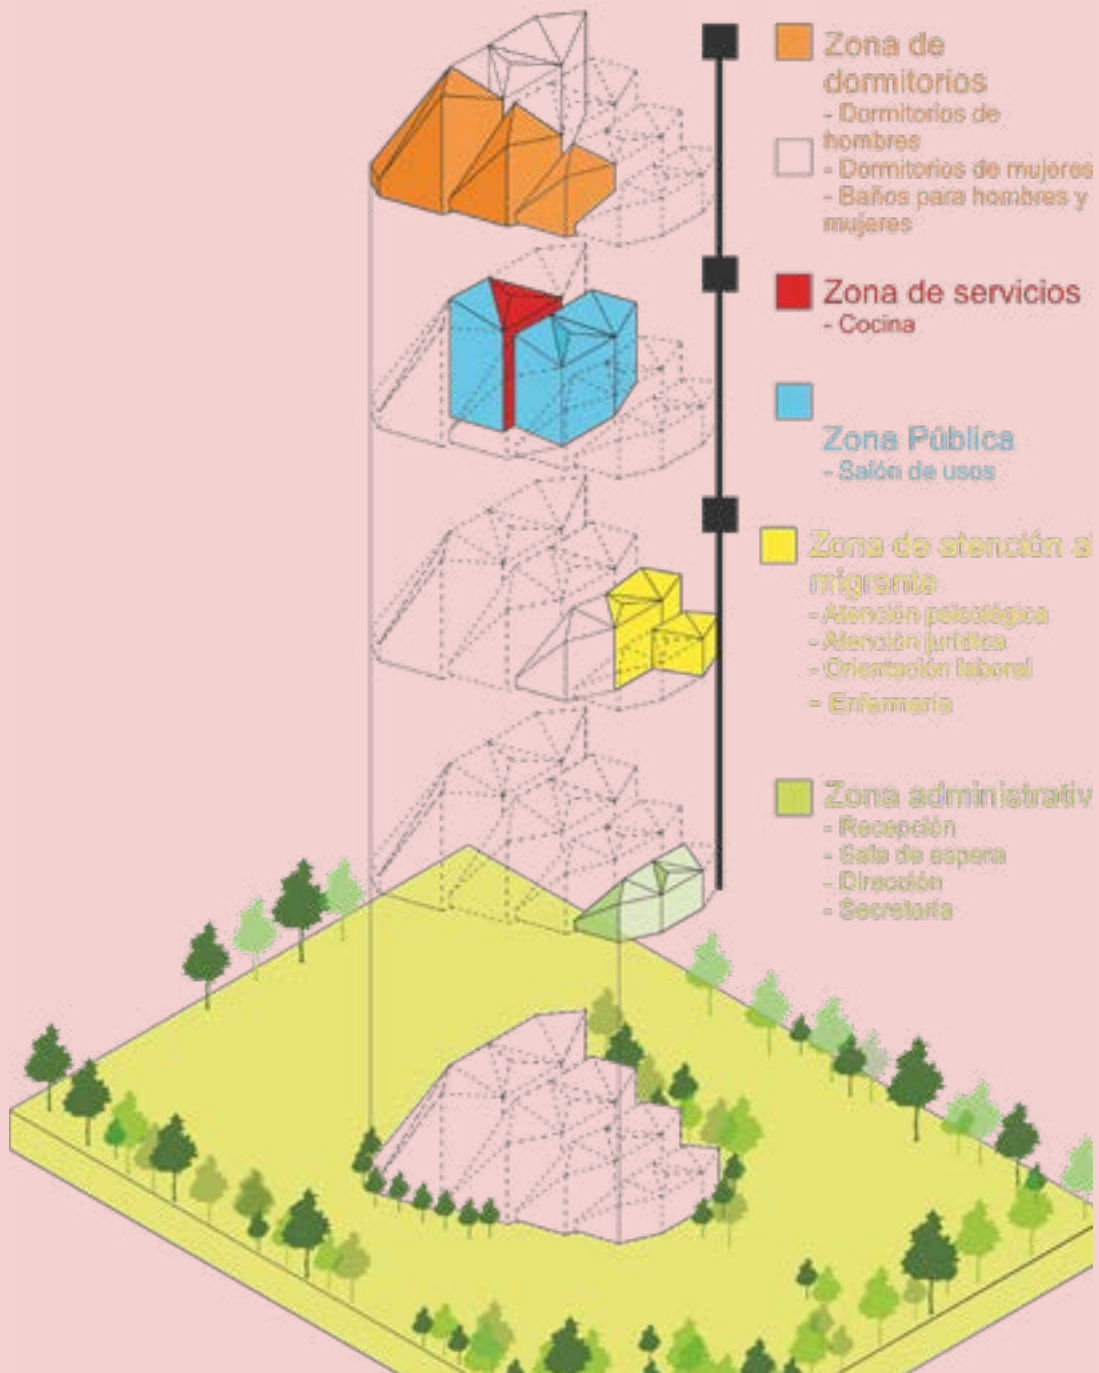 Zona de
dormitorios
- Dormitorios de
hombres
- Dormitorios de mujeres
- Baños para hombres y
mujeres
Zona de servicios
- Cocina
Zona Pública
- Salón de usos
Zona de atención al
migrante
- Atención psicológica
- Atención jurídica
- Orientación laboral
- Enfermaría
Zona administrativ
- Recepción
- Sala de espera
- Dirección
- Secretaría